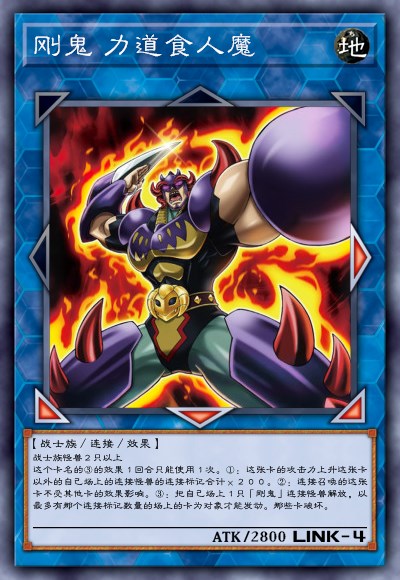 刚鬼 力道食人魔
地
【战士族／连接／效果】
战士族怪兽2只以上
这个卡名的③的效果1回合只能使用1次。①：这张卡的攻击力上升这张卡
以外的自己场上的连接怪兽的连接标记合计×200。②：连接召唤的这张
卡不受其他卡的效果影响。③：把自己场上1只「刚鬼」连接怪兽解放，以
最多有那个连接标记数量的场上的卡为对象才能发动。那些卡破坏。
ATK/2800 LINK-4